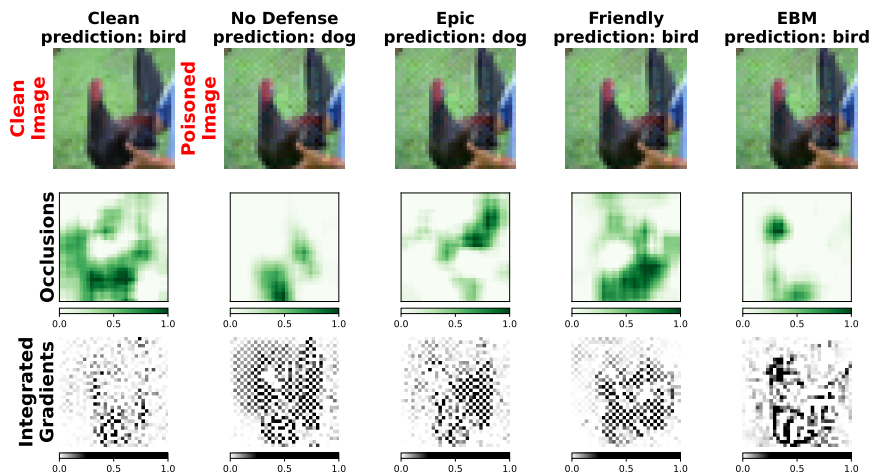 Clean
prediction: bird
No Defense
prediction: dog
Epic
prediction: dog
Friendly
prediction: bird
EBM
prediction: bird
Clean
Image
Poisoned
Image
Occlusions
0.0 0.5 1.0
0.0 0.5 1.0
0.0 0.5 1.0
0.0 0.5 1.0
0.0 0.5 1.0
Integrated
Gradients
0.0 0.5 1.0
0.0 0.5 1.0
0.0 0.5 1.0
0.0 0.5 1.0
0.0 0.5 1.0